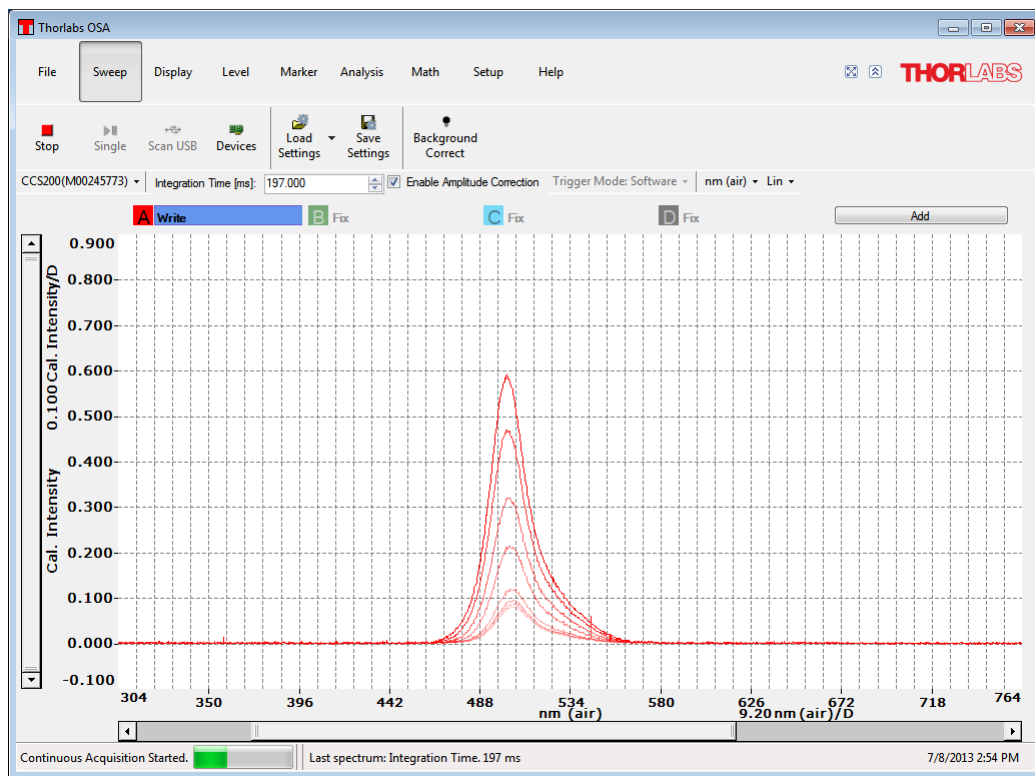 Thorlabs OSA
File Sweep Display Level Marker Analysis Math Setup Help THORLABS
Stop Single Scan USB Devices Load Settings Save Settings Background Correct
CCS200(M00245773) Integration Time [ms]: 197.000 Enable Amplitude Correction Trigger Mode: Software nm (air) Lin
A Write B Fix C Fix D Fix Add
0.900
0.800
0.700
0.600
0.500
0.400
0.300
0.200
0.100
0.000
-0.100
Cal. Intensity 0.100 Cal. Intensity/D
304 350 396 442 488 534 580 626 672 718 764
nm (air) 9.20 nm (air)/D
Continuous Acquisition Started. Last spectrum: Integration Time. 197 ms 7/8/2013 2:54 PM